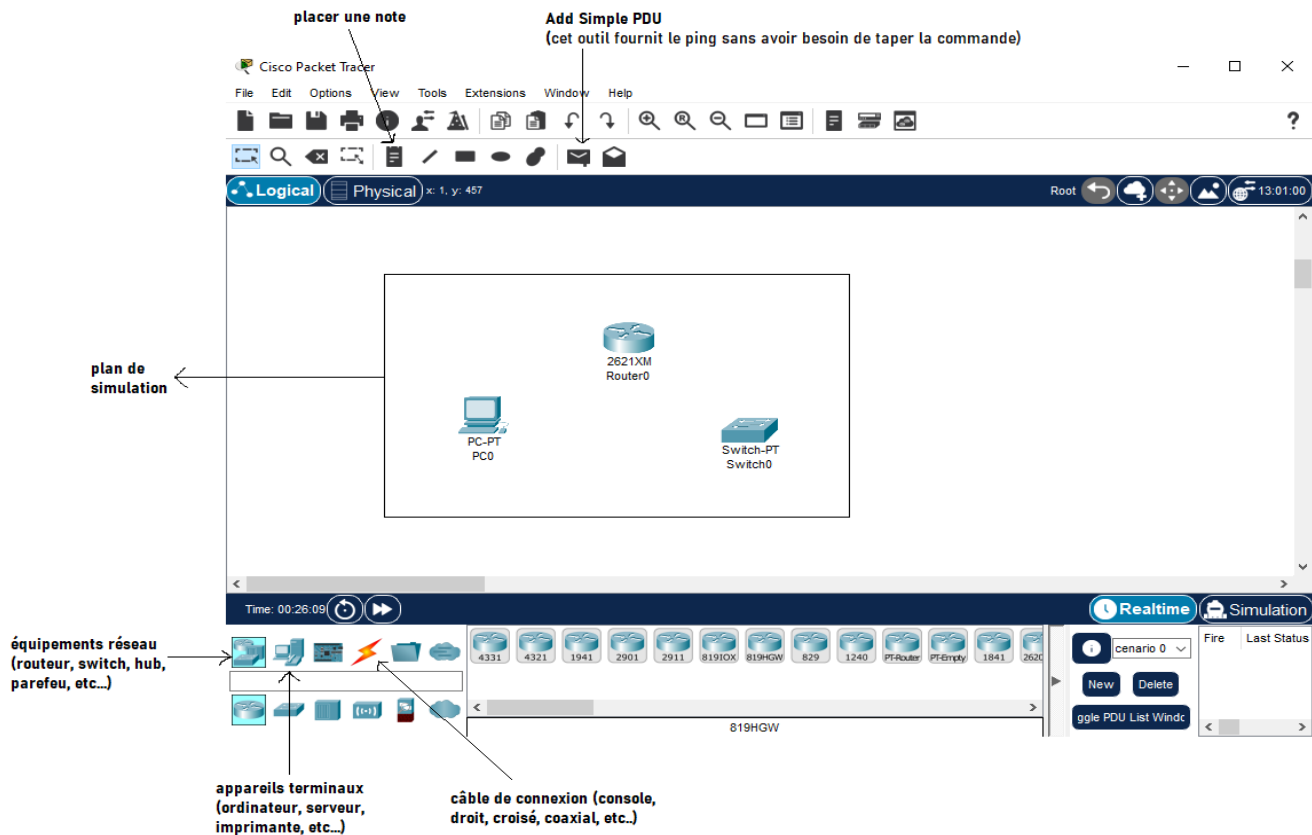 placer une note
Add Simple PDU
(cet outil fournit le ping sans avoir besoin de taper la commande)
Cisco Packet Tracer
File Edit Options View Tools Extensions Window Help
?
Logical Physical x: 1, y: 457
Root 13:01:00
2621XM
Router0
plan de
simulation
PC-PT
PC0
Switch-PT
Switch0
Time: 00:26:09
Realtime Simulation
équipements réseau
(routeur, switch, hub,
parefeu, etc...)
4331 4321 1941 2901 2911 819IOX 819HGW 829 1240 PT-Router PT-Empty 1841 2620
819HGW
cenario 0
New Delete
ggle PDU List Windc
Fire Last Status
appareils terminaux
(ordinateur, serveur,
imprimante, etc...)
câble de connexion (console,
droit, croisé, coaxial, etc..)